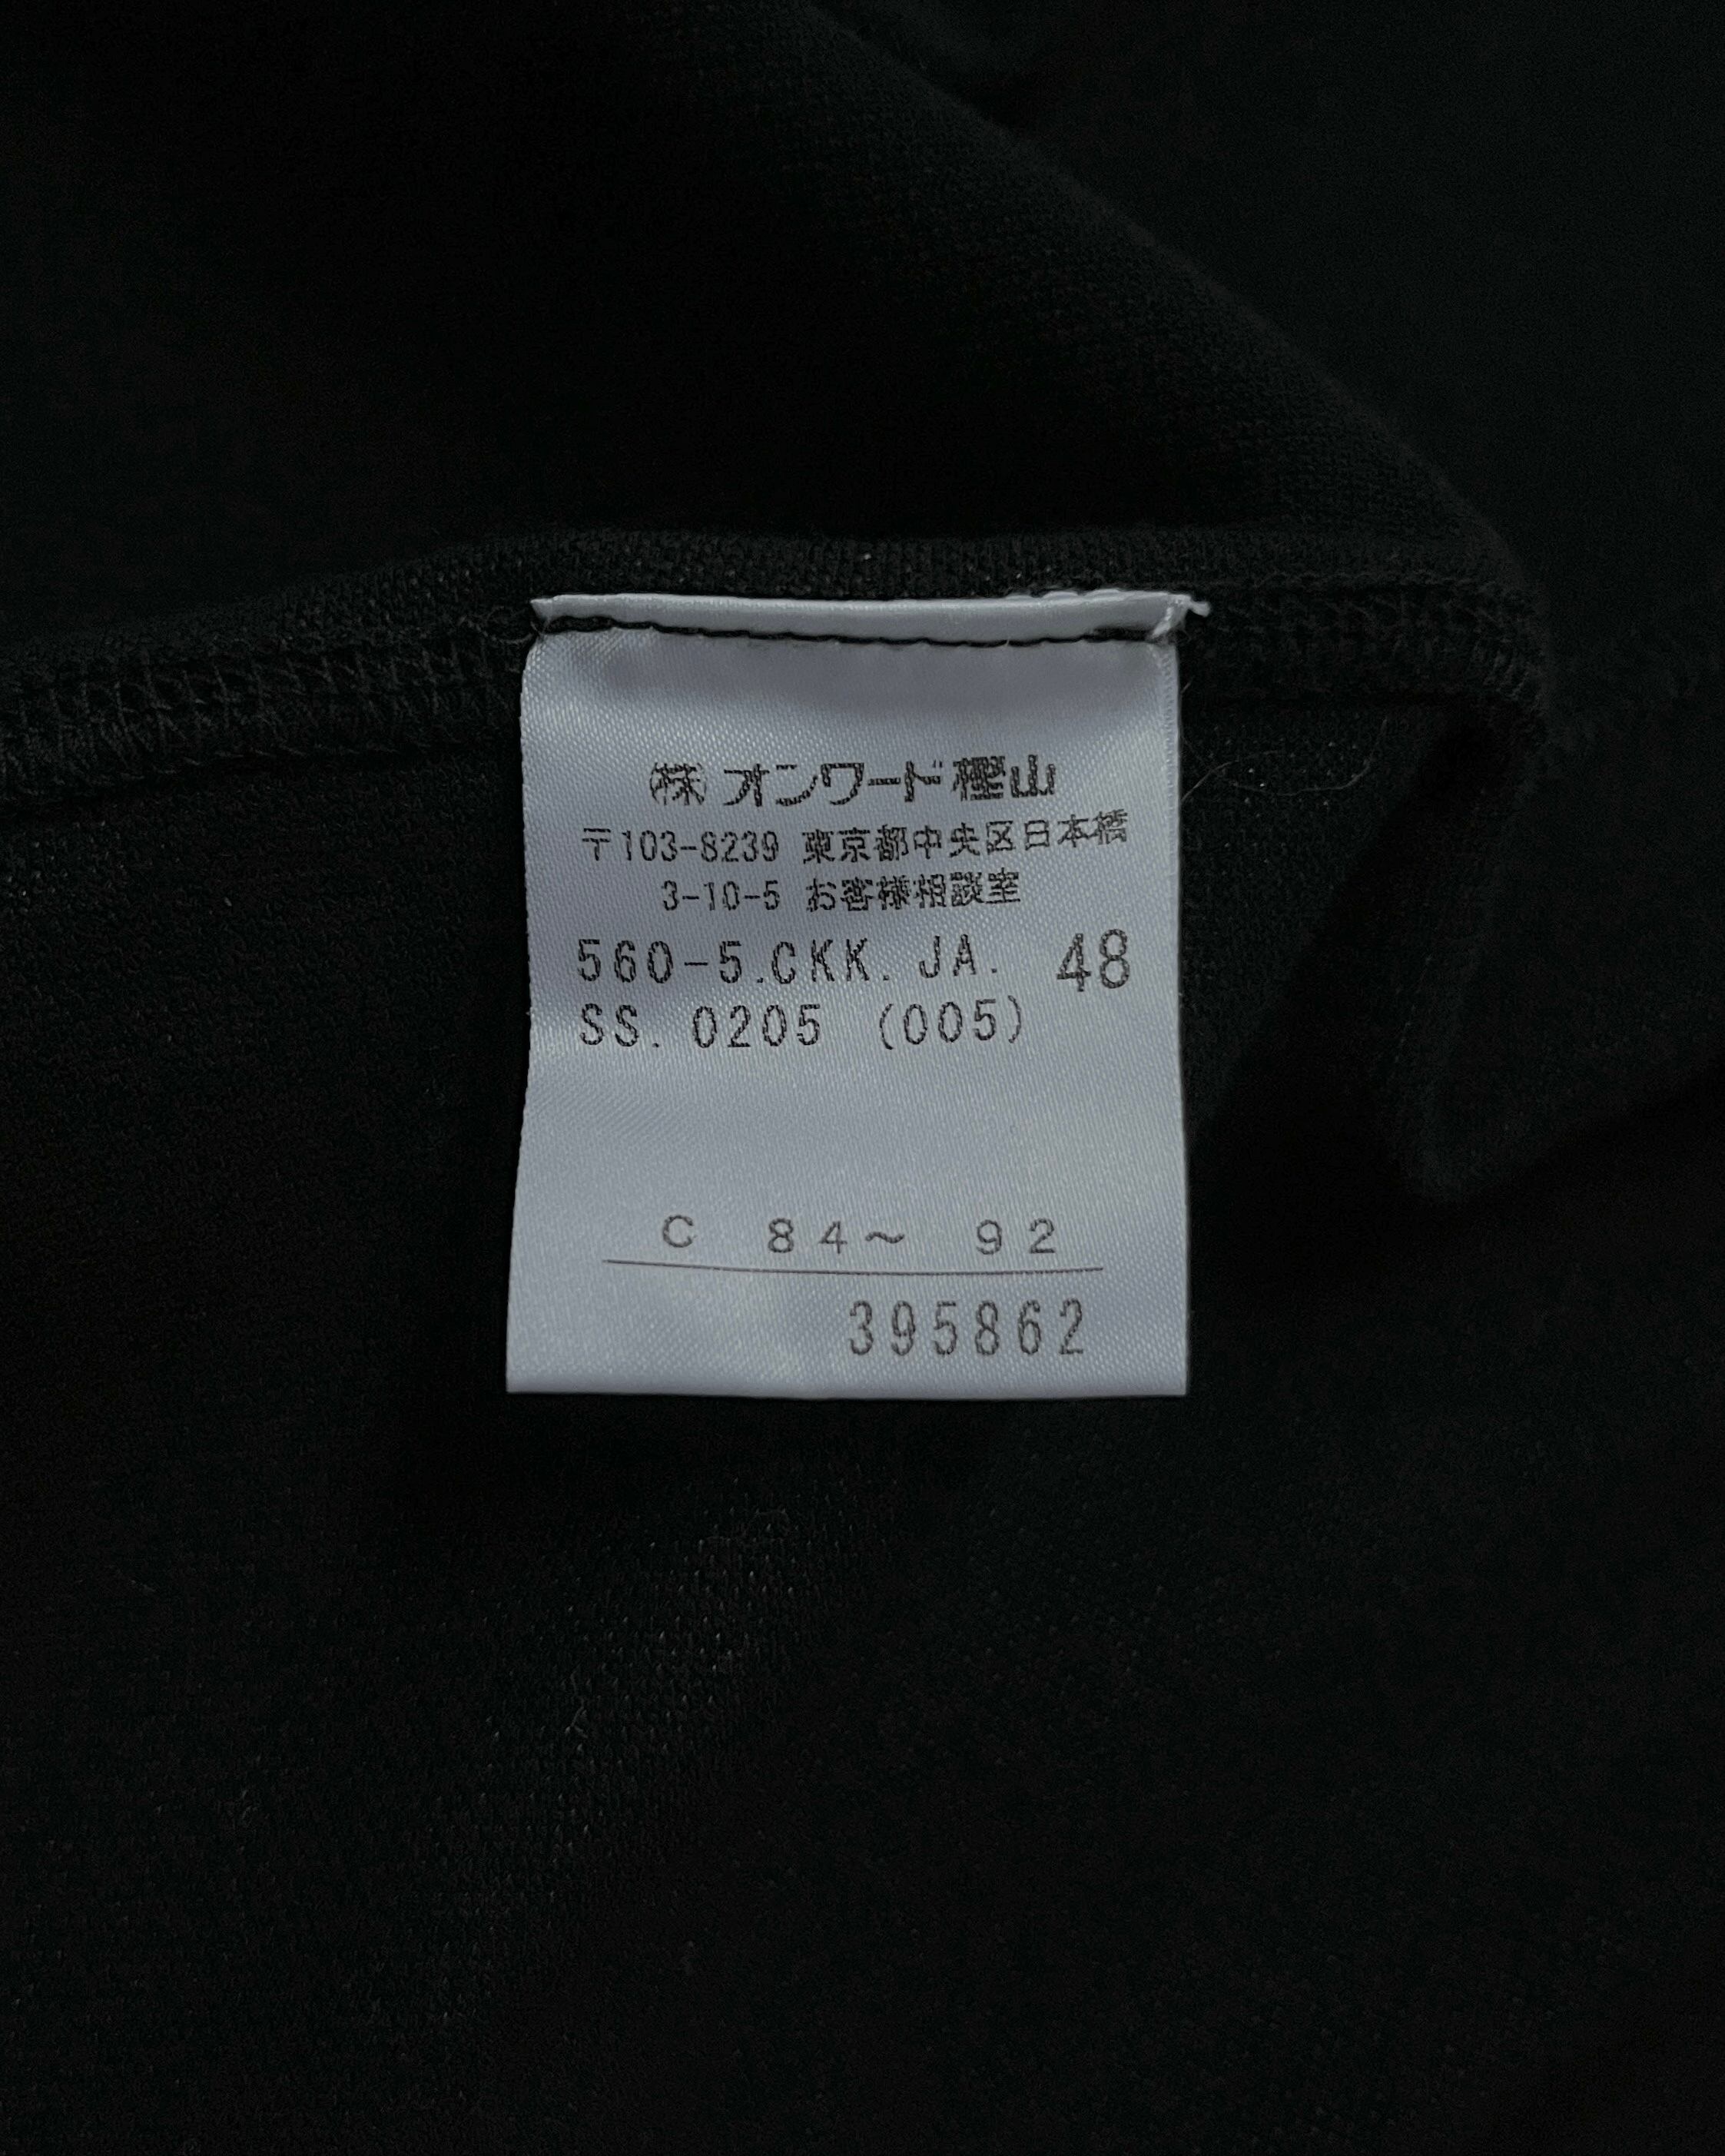 ㈱ オンワード樫山
〒103-8239 東京都中央区日本橋
3-10-5 お客様相談室
560-5.CKK. JA. 48
SS. 0205 (005)
C 84〜 92
395862